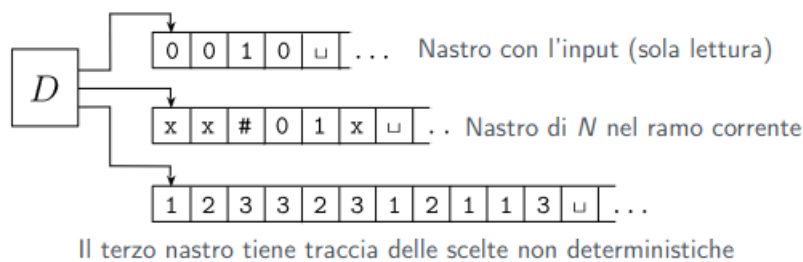 0 0 1 0 ␣ ... Nastro con l'input (sola lettura)
D
x x # 0 1 x ␣ .. Nastro di N nel ramo corrente
1 2 3 3 2 3 1 2 1 1 3 ␣ ...
Il terzo nastro tiene traccia delle scelte non deterministiche